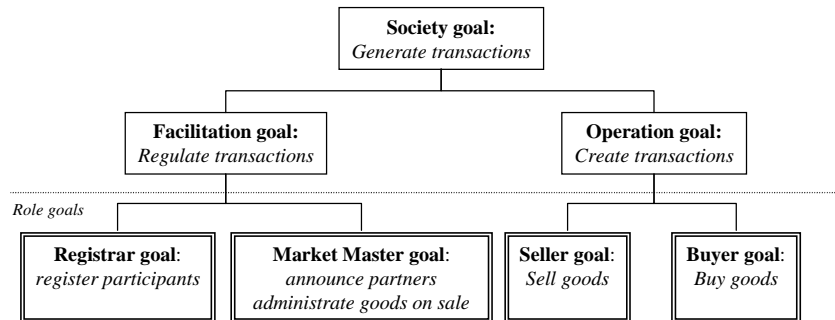 Society goal:
Generate transactions
Facilitation goal:
Regulate transactions
Operation goal:
Create transactions
Role goals
Registrar goal:
register participants
Market Master goal:
announce partners
administrate goods on sale
Seller goal:
Sell goods
Buyer goal:
Buy goods